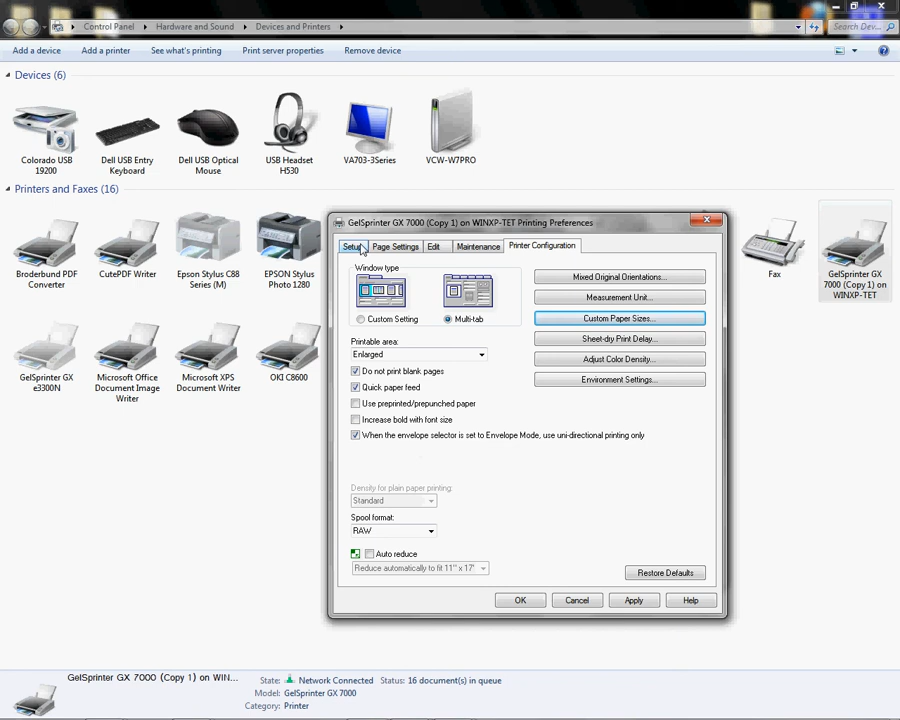 Control Panel ▸ Hardware and Sound ▸ Devices and Printers ▸
Search Dev...
Add a device Add a printer See what's printing Print server properties Remove device
Devices (6)
Colorado USB 19200
Dell USB Entry Keyboard
Dell USB Optical Mouse
USB Headset H530
VA703-3Series
VCW-W7PRO
Printers and Faxes (16)
Broderbund PDF Converter
CutePDF Writer
Epson Stylus C88 Series (M)
EPSON Stylus Photo 1280
Fax
GelSprinter GX 7000 (Copy 1) on WINXP-TET
GelSprinter GX e3300N
Microsoft Office Document Image Writer
Microsoft XPS Document Writer
OKI C8600
GelSprinter GX 7000 (Copy 1) on WINXP-TET Printing Preferences
Setup Page Settings Edit Maintenance Printer Configuration
Window type
Custom Setting Multi-tab
Mixed Original Orientations...
Measurement Unit...
Custom Paper Sizes...
Sheet-dry Print Delay...
Adjust Color Density...
Environment Settings...
Printable area:
Enlarged
Do not print blank pages
Quick paper feed
Use preprinted/prepunched paper
Increase bold with font size
When the envelope selector is set to Envelope Mode, use uni-directional printing only
Density for plain paper printing:
Standard
Spool format:
RAW
Auto reduce
Reduce automatically to fit 11" x 17"
Restore Defaults
OK Cancel Apply Help
GelSprinter GX 7000 (Copy 1) on WIN...
State: Network Connected Status: 16 document(s) in queue
Model: GelSprinter GX 7000
Category: Printer